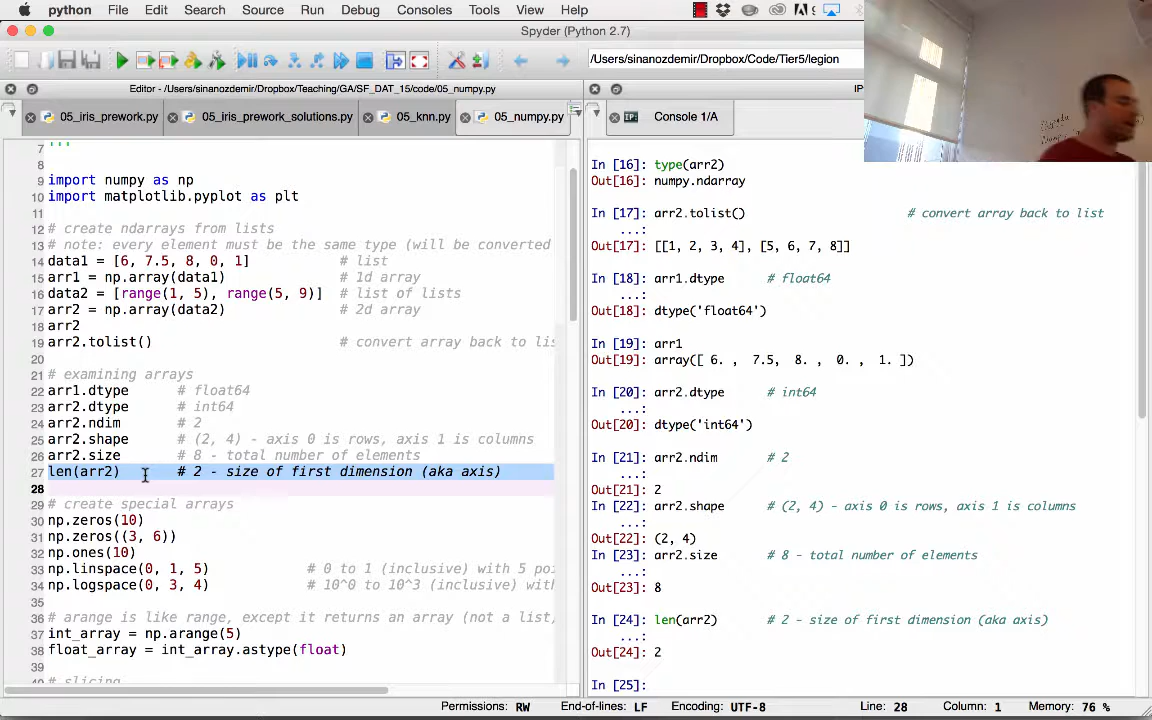 python File Edit Search Source Run Debug Consoles Tools View Help
Spyder (Python 2.7)
/Users/sinanozdemir/Dropbox/Code/Tier5/legion
Editor - /Users/sinanozdemir/Dropbox/Teaching/GA/SF_DAT_15/code/05_numpy.py
05_iris_prework.py 05_iris_prework_solutions.py 05_knn.py 05_numpy.py
7 '''
8
9 import numpy as np
10 import matplotlib.pyplot as plt
11
12 # create ndarrays from lists
13 # note: every element must be the same type (will be converted
14 data1 = [6, 7.5, 8, 0, 1] # list
15 arr1 = np.array(data1) # 1d array
16 data2 = [range(1, 5), range(5, 9)] # list of lists
17 arr2 = np.array(data2) # 2d array
18 arr2
19 arr2.tolist() # convert array back to lis
20
21 # examining arrays
22 arr1.dtype # float64
23 arr2.dtype # int64
24 arr2.ndim # 2
25 arr2.shape # (2, 4) - axis 0 is rows, axis 1 is columns
26 arr2.size # 8 - total number of elements
27 len(arr2) # 2 - size of first dimension (aka axis)
28
29 # create special arrays
30 np.zeros(10)
31 np.zeros((3, 6))
32 np.ones(10)
33 np.linspace(0, 1, 5) # 0 to 1 (inclusive) with 5 poi
34 np.logspace(0, 3, 4) # 10^0 to 10^3 (inclusive) with
35
36 # arange is like range, except it returns an array (not a list,
37 int_array = np.arange(5)
38 float_array = int_array.astype(float)
39
# slicing
IP
Console 1/A
In [16]: type(arr2)
Out[16]: numpy.ndarray
In [17]: arr2.tolist() # convert array back to list
...:
Out[17]: [[1, 2, 3, 4], [5, 6, 7, 8]]
In [18]: arr1.dtype # float64
...:
Out[18]: dtype('float64')
In [19]: arr1
Out[19]: array([ 6. , 7.5, 8. , 0. , 1. ])
In [20]: arr2.dtype # int64
...:
Out[20]: dtype('int64')
In [21]: arr2.ndim # 2
...:
Out[21]: 2
In [22]: arr2.shape # (2, 4) - axis 0 is rows, axis 1 is columns
...:
Out[22]: (2, 4)
In [23]: arr2.size # 8 - total number of elements
...:
Out[23]: 8
In [24]: len(arr2) # 2 - size of first dimension (aka axis)
...:
Out[24]: 2
In [25]:
Permissions: RW End-of-lines: LF Encoding: UTF-8 Line: 28 Column: 1 Memory: 76 %